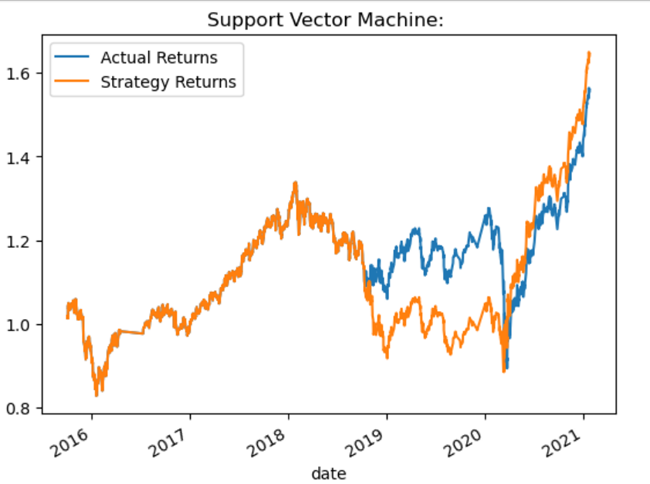 Support Vector Machine:
Actual Returns
Strategy Returns
1.6
1.4
1.2
1.0
0.8
2016 2017 2018 2019 2020 2021
date